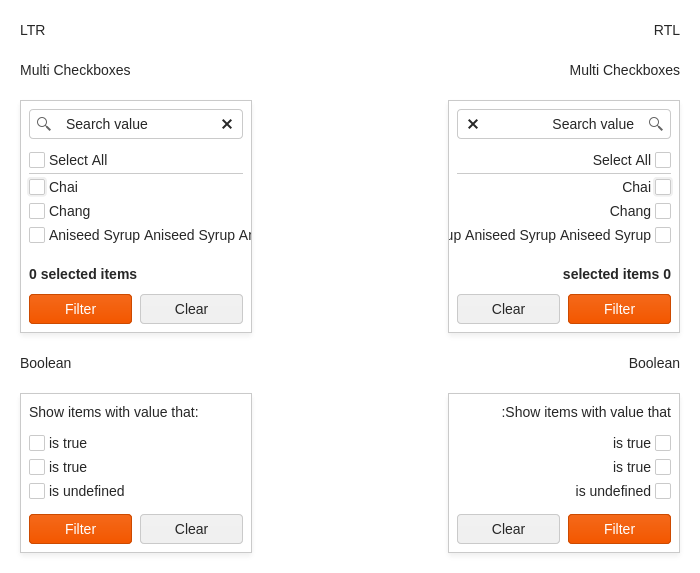 LTR
Multi Checkboxes
Search value
Select All
Chai
Chang
Aniseed Syrup Aniseed Syrup
0 selected items
Filter Clear
Boolean
Show items with value that:
is true
is true
is undefined
Filter Clear
RTL
Multi Checkboxes
Search value
Select All
Chai
Chang
Aniseed Syrup Aniseed Syrup
selected items 0
Clear Filter
Boolean
:Show items with value that
is true
is true
is undefined
Clear Filter